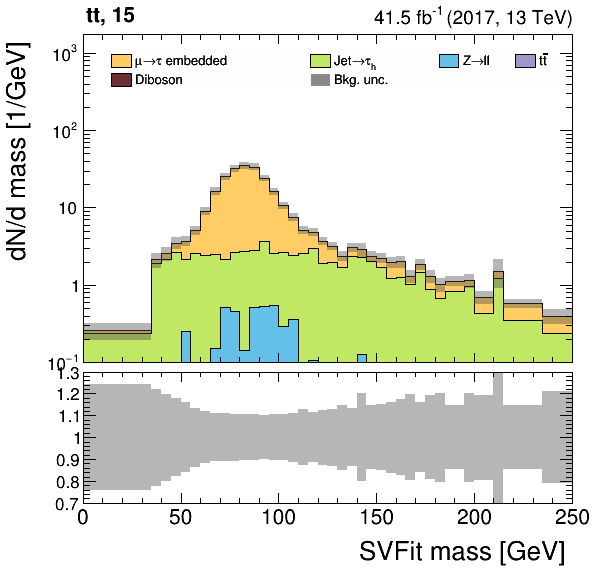 tt, 15
41.5 fb⁻¹ (2017, 13 TeV)
dN/d mass [1/GeV]
10³
10²
10
1
10⁻¹
μ→τ embedded
Jet→τₕ
Z→ll
tt̄
Diboson
Bkg. unc.
1.3
1.2
1.1
1
0.9
0.8
0.7
0 50 100 150 200 250
SVFit mass [GeV]